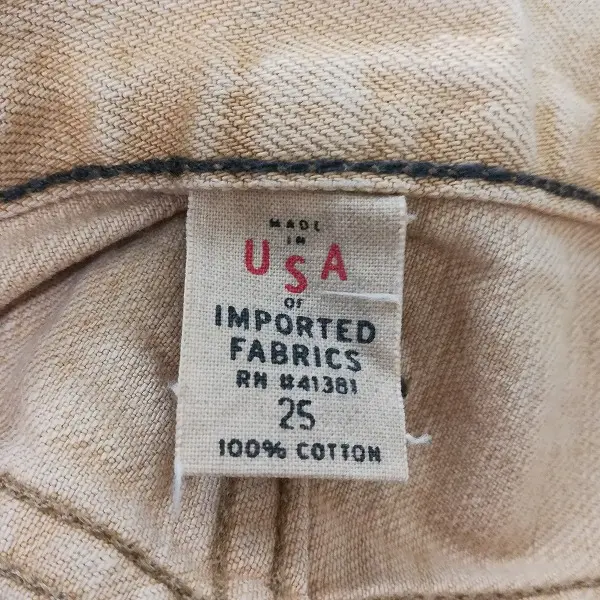 MADE
IN
USA
OF
IMPORTED
FABRICS
RN #41381
25
100% COTTON